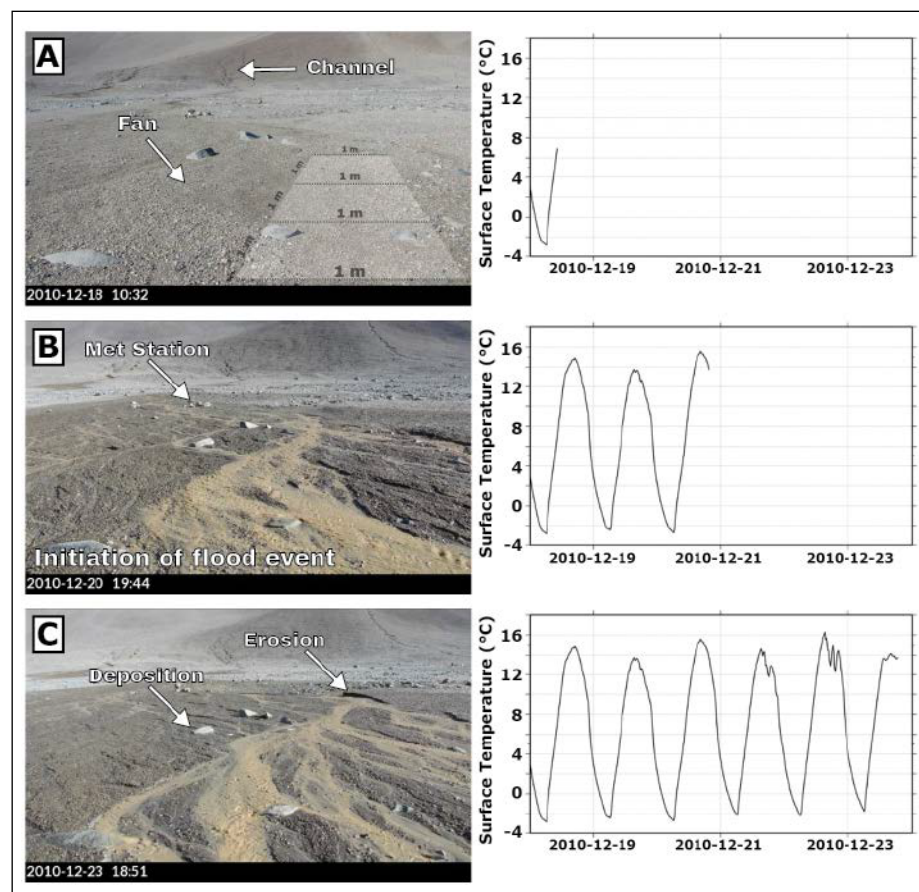 A
Channel
Fan
1 m
1 m
1 m
1 m
1 m
1 m
1 m
2010-12-18 10:32
Surface Temperature (°C)
16
12
8
4
0
-4
2010-12-19
2010-12-21
2010-12-23
B
Met Station
Initiation of flood event
2010-12-20 19:44
Surface Temperature (°C)
16
12
8
4
0
-4
2010-12-19
2010-12-21
2010-12-23
C
Erosion
Deposition
2010-12-23 18:51
Surface Temperature (°C)
16
12
8
4
0
-4
2010-12-19
2010-12-21
2010-12-23